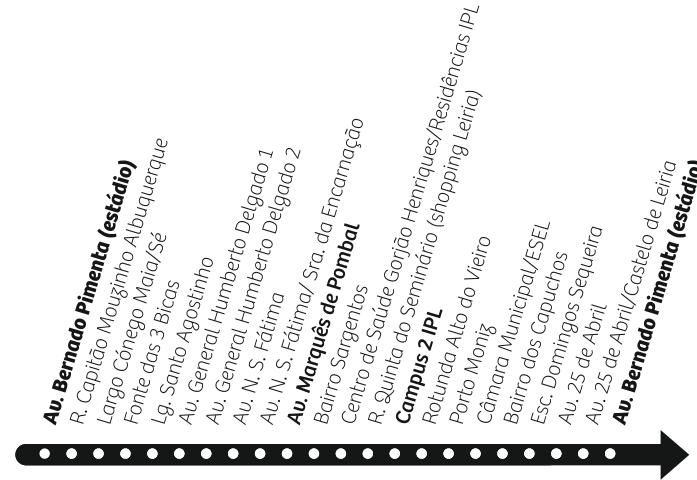 Av. Bernado Pimenta (estádio)
R. Capitão Mouzinho Albuquerque
Largo Cónego Maia/Sé
Fonte das 3 Bicas
Lg. Santo Agostinho
Av. General Humberto Delgado 1
Av. General Humberto Delgado 2
Av. N. S. Fátima
Av. N. S. Fátima/ Sra. da Encarnação
Av. Marquês de Pombal
Bairro Sargentos
Centro de Saúde Gorjão Henriques/Residências IPL
R. Quinta do Seminário (shopping Leiria)
Campus 2 IPL
Rotunda Alto do Vieiro
Porto Moniz
Câmara Municipal/ESEL
Bairro dos Capuchos
Esc. Domingos Sequeira
Av. 25 de Abril
Av. 25 de Abril/Castelo de Leiria
Av. Bernado Pimenta (estádio)